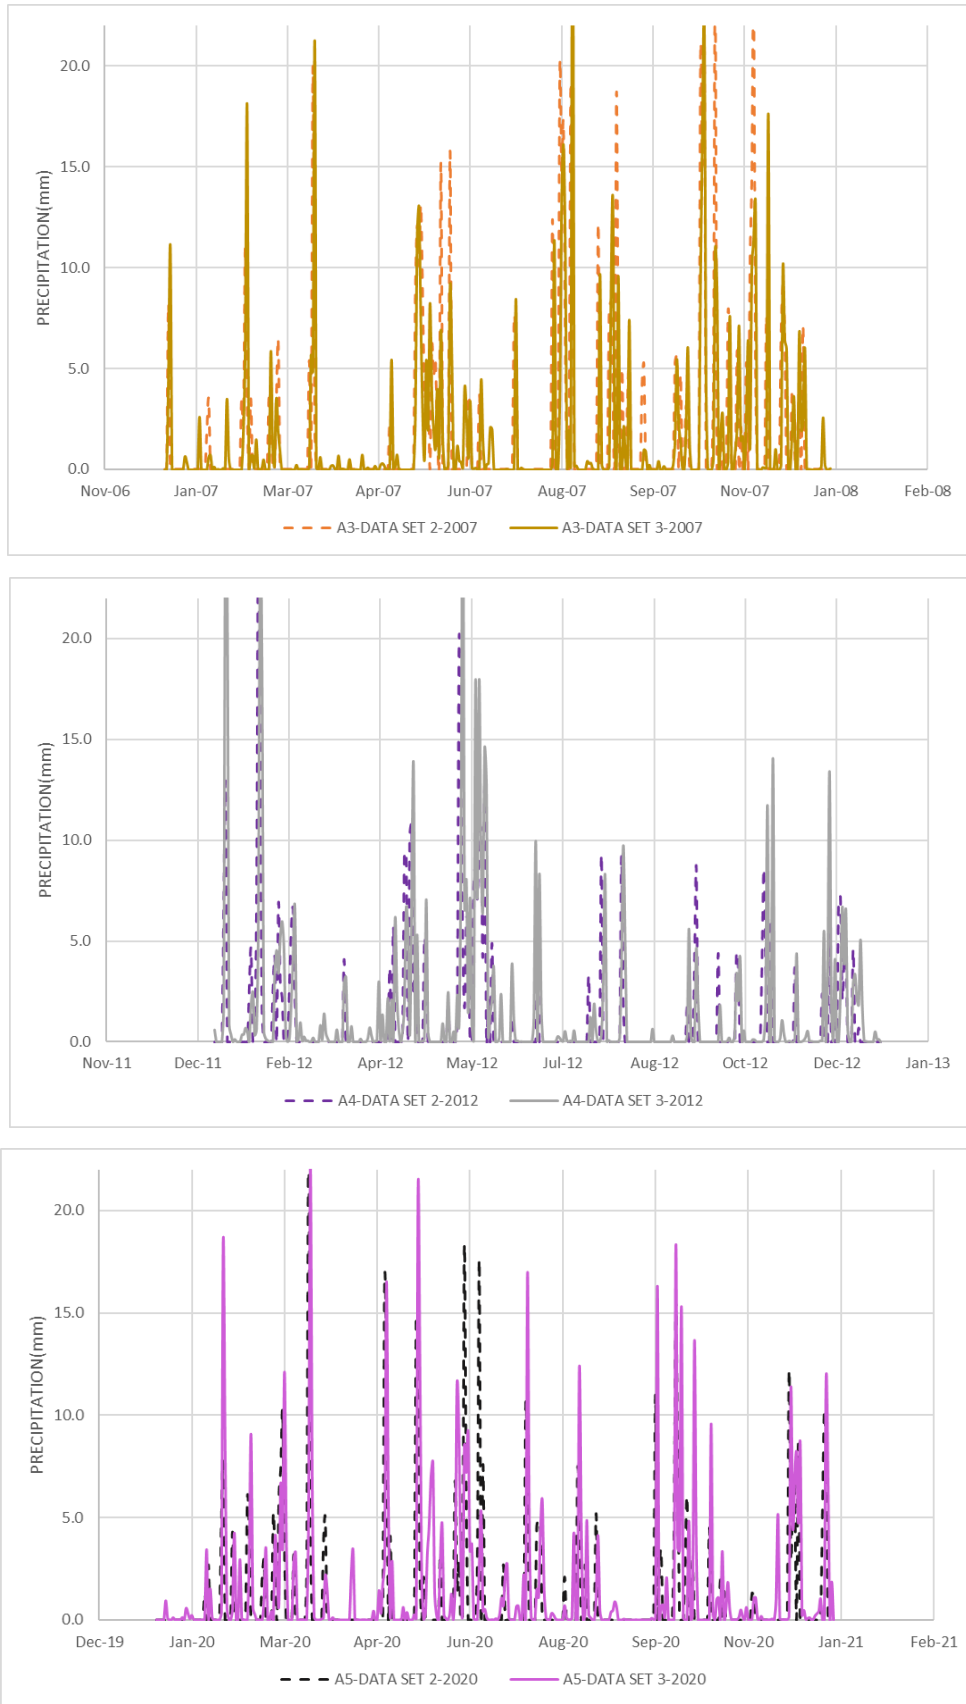 PRECIPITATION(mm)
20.0
15.0
10.0
5.0
0.0
Nov-06 Jan-07 Mar-07 Apr-07 Jun-07 Aug-07 Sep-07 Nov-07 Jan-08 Feb-08
A3-DATA SET 2-2007 A3-DATA SET 3-2007
PRECIPITATION(mm)
20.0
15.0
10.0
5.0
0.0
Nov-11 Dec-11 Feb-12 Apr-12 May-12 Jul-12 Aug-12 Oct-12 Dec-12 Jan-13
A4-DATA SET 2-2012 A4-DATA SET 3-2012
PRECIPITATION(mm)
20.0
15.0
10.0
5.0
0.0
Dec-19 Jan-20 Mar-20 Apr-20 Jun-20 Aug-20 Sep-20 Nov-20 Jan-21 Feb-21
A5-DATA SET 2-2020 A5-DATA SET 3-2020